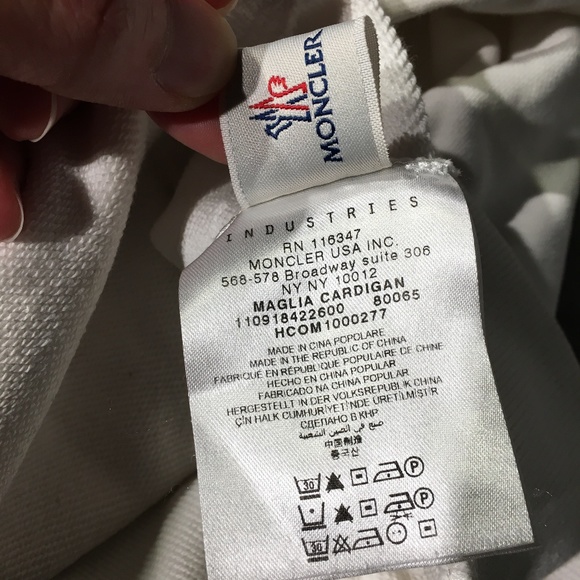 MONCLER
INDUSTRIES
RN 116347
MONCLER USA INC.
568-578 Broadway suite 306
NY NY 10012
MAGLIA CARDIGAN
110918422600 80065
HCOM1000277
MADE IN CINA POPOLARE
MADE IN THE REPUBLIC OF CHINA
FABRIQUÉ EN RÉPUBLIQUE POPULAIRE DE CHINE
HECHO EN CHINA POPULAR
FABRICADO NA CHINA POPULAR
HERGESTELLT IN DER VOLKSREPUBLIK CHINA
ÇİN HALK CUMHURİYETİNDE ÜRETİLMİŞTİR
СДЕЛАНО В КНР
صنع في الصين الشعبية
中国制造
중국산
30 P
P
30